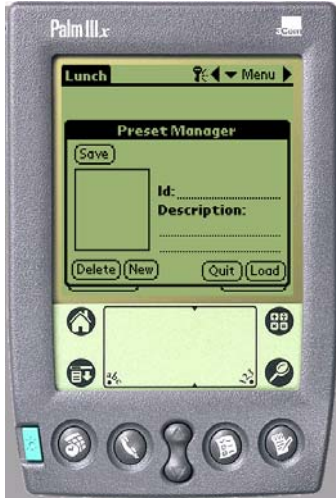 Palm IIIx
3Com
Lunch Menu
Preset Manager
Save
Id:
Description:
Delete New Quit Load